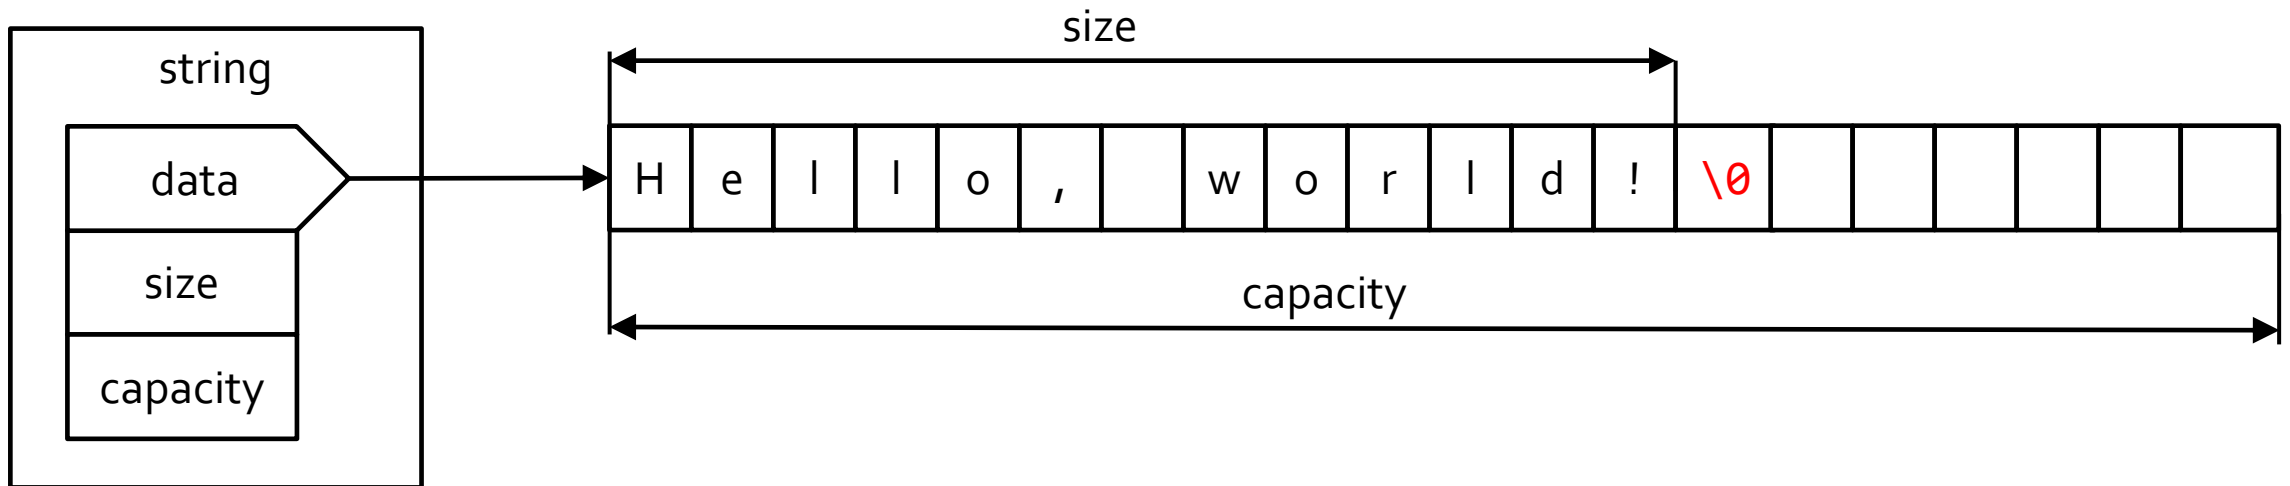 size
string
data
H e l l o , w o r l d ! \0
size
capacity
capacity